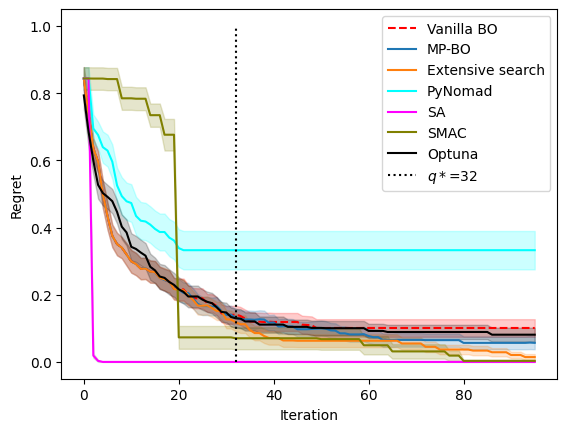 1.0
0.8
0.6
0.4
0.2
0.0
Regret
0
20
40
60
80
Iteration
Vanilla BO
MP-BO
Extensive search
PyNomad
SA
SMAC
Optuna
q*=32